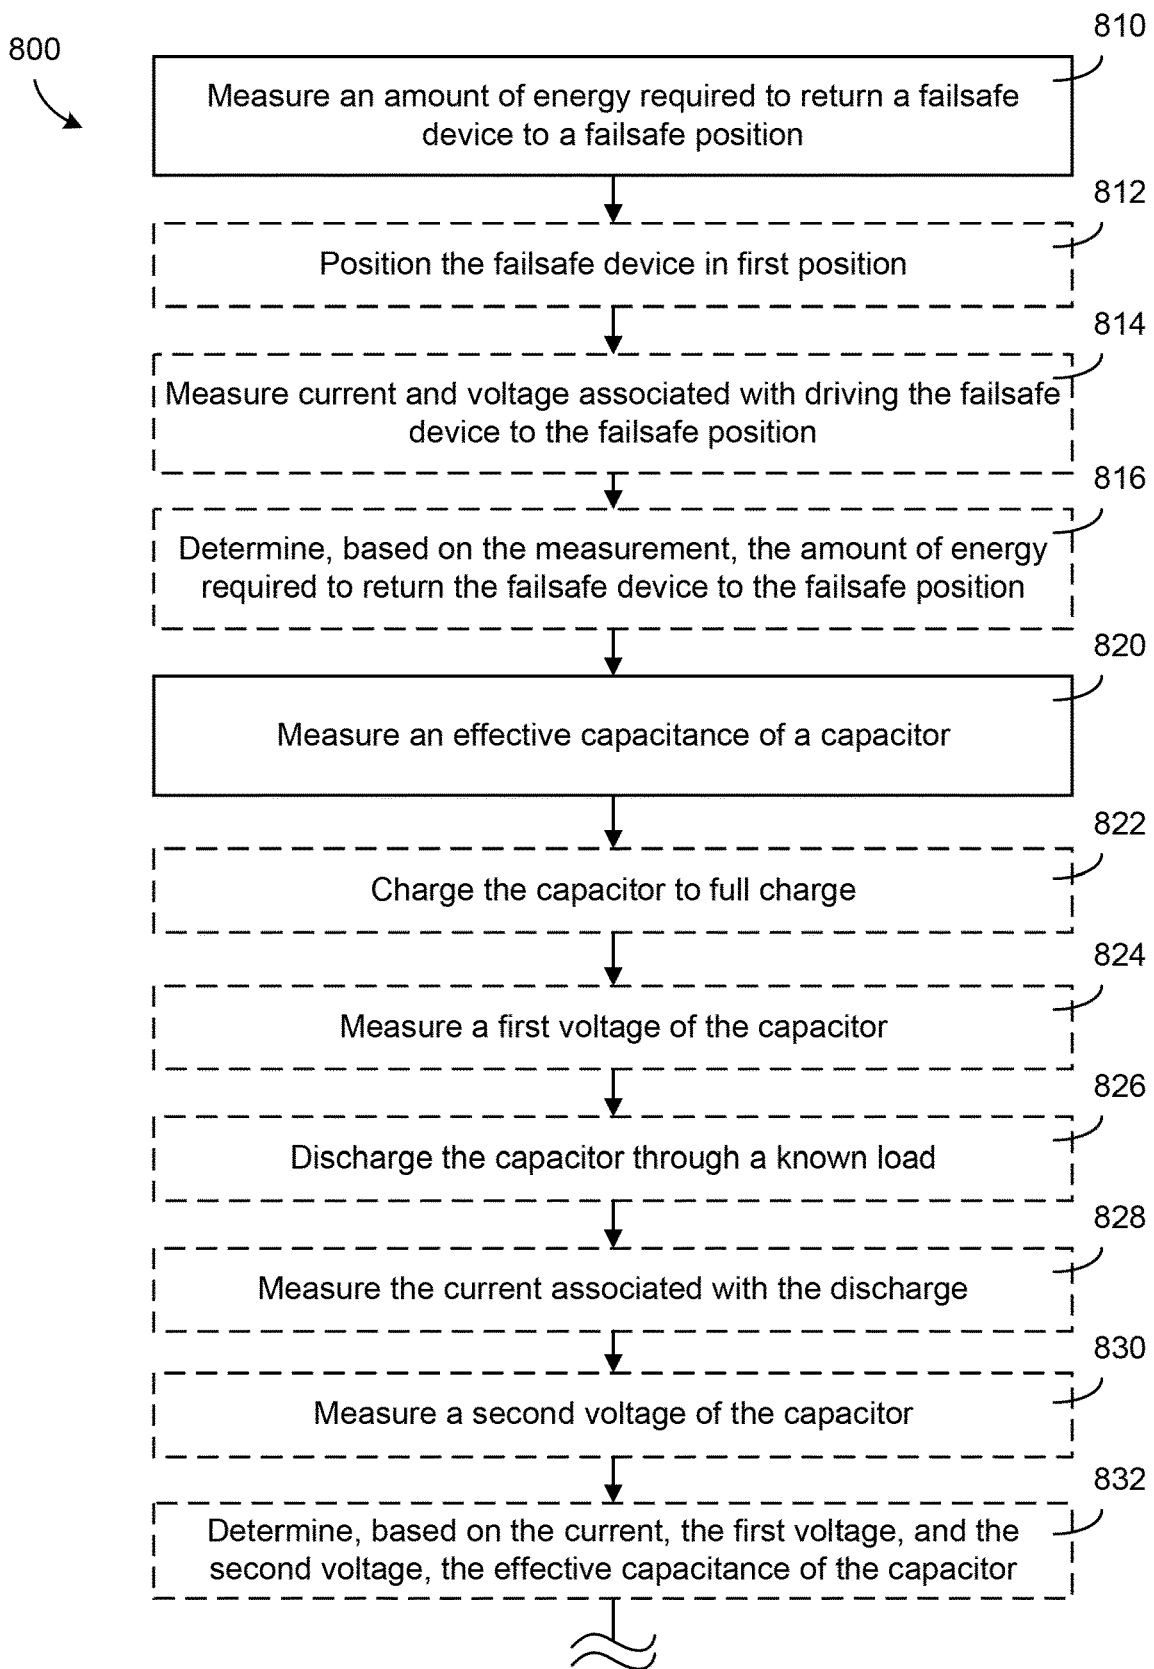 800
810
Measure an amount of energy required to return a failsafe
device to a failsafe position
812
Position the failsafe device in first position
814
Measure current and voltage associated with driving the failsafe
device to the failsafe position
816
Determine, based on the measurement, the amount of energy
required to return the failsafe device to the failsafe position
820
Measure an effective capacitance of a capacitor
822
Charge the capacitor to full charge
824
Measure a first voltage of the capacitor
826
Discharge the capacitor through a known load
828
Measure the current associated with the discharge
830
Measure a second voltage of the capacitor
832
Determine, based on the current, the first voltage, and the
second voltage, the effective capacitance of the capacitor